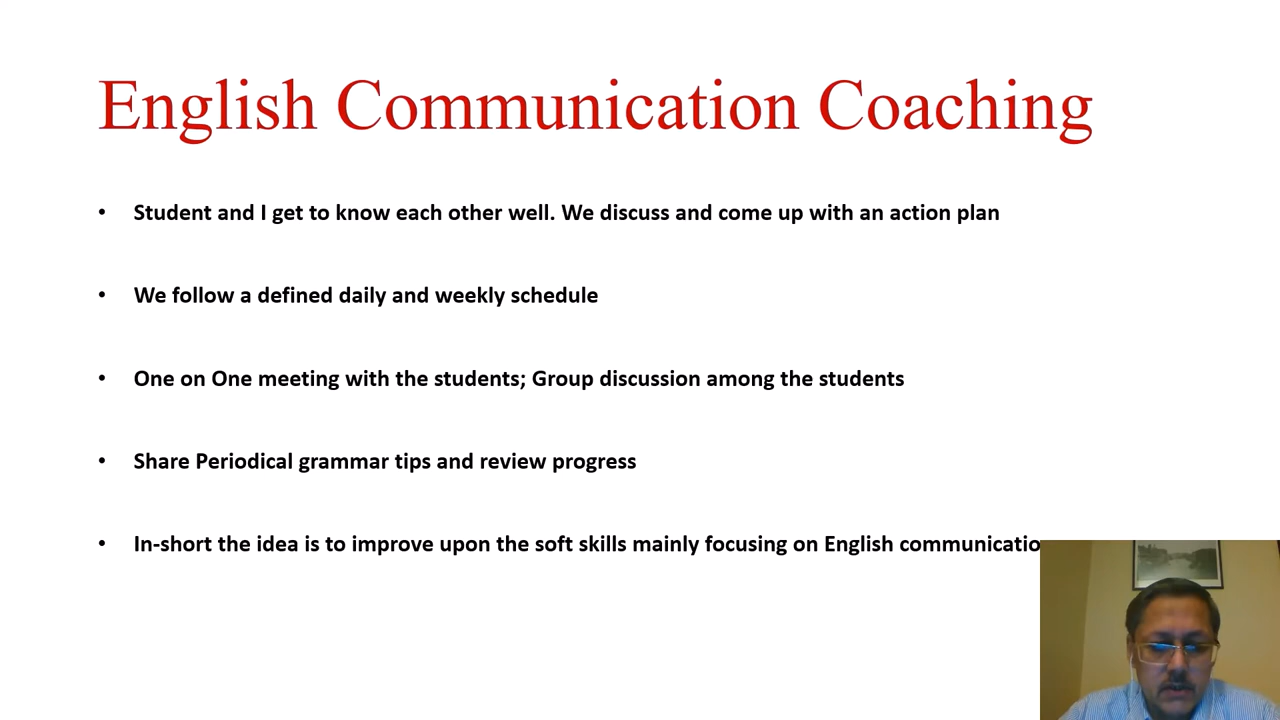 English Communication Coaching
• Student and I get to know each other well. We discuss and come up with an action plan
• We follow a defined daily and weekly schedule
• One on One meeting with the students; Group discussion among the students
• Share Periodical grammar tips and review progress
• In-short the idea is to improve upon the soft skills mainly focusing on English